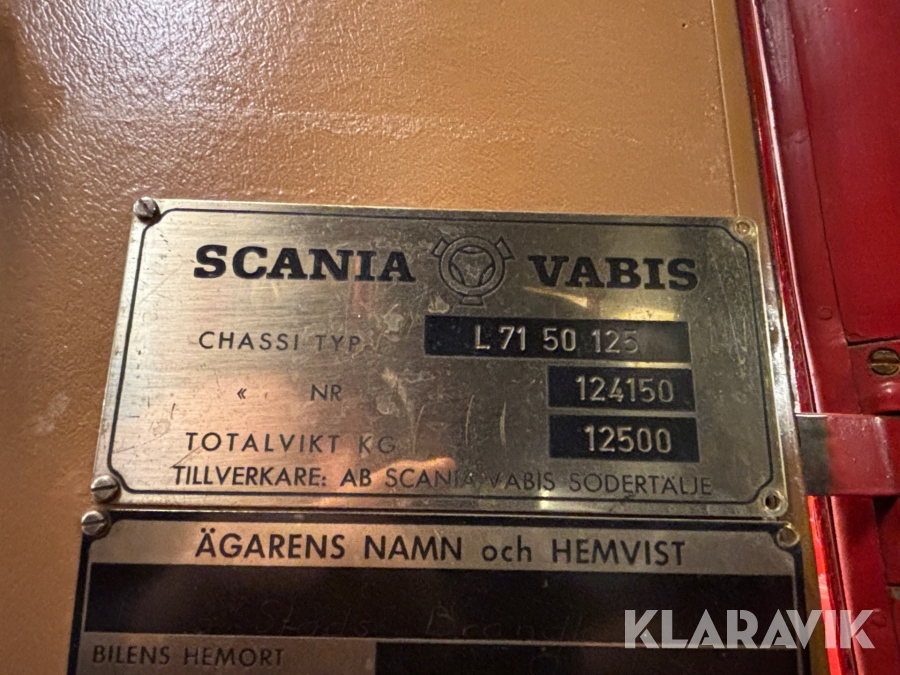 SCANIA VABIS
CHASSI TYP L 71 50 125
« NR 124150
TOTALVIKT KG 12500
TILLVERKARE: AB SCANIA VABIS SÖDERTÄLJE
ÄGARENS NAMN och HEMVIST
BILENS HEMORT
KLARAVIK